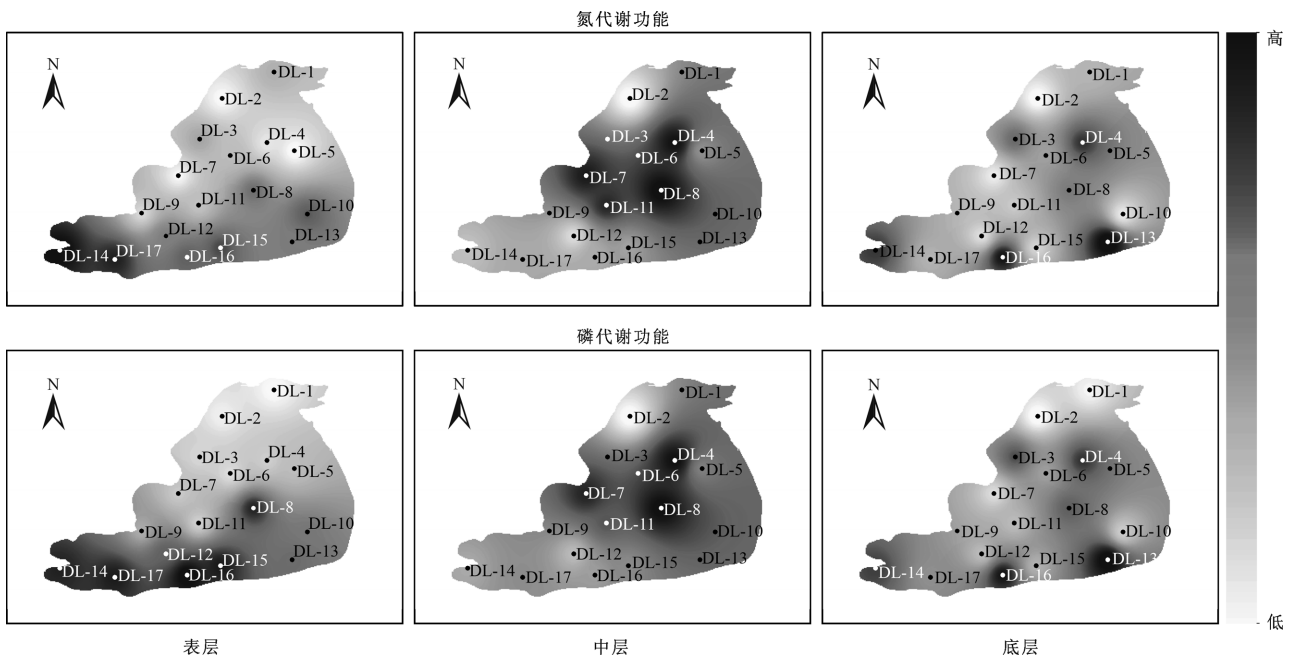 氮代谢功能
N
DL-1
DL-2
DL-3
DL-4
DL-5
DL-6
DL-7
DL-8
DL-9
DL-10
DL-11
DL-12
DL-13
DL-14
DL-15
DL-16
DL-17
N
DL-1
DL-2
DL-3
DL-4
DL-5
DL-6
DL-7
DL-8
DL-9
DL-10
DL-11
DL-12
DL-13
DL-14
DL-15
DL-16
DL-17
N
DL-1
DL-2
DL-3
DL-4
DL-5
DL-6
DL-7
DL-8
DL-9
DL-10
DL-11
DL-12
DL-13
DL-14
DL-15
DL-16
DL-17
高
磷代谢功能
N
DL-1
DL-2
DL-3
DL-4
DL-5
DL-6
DL-7
DL-8
DL-9
DL-10
DL-11
DL-12
DL-13
DL-14
DL-15
DL-16
DL-17
N
DL-1
DL-2
DL-3
DL-4
DL-5
DL-6
DL-7
DL-8
DL-9
DL-10
DL-11
DL-12
DL-13
DL-14
DL-15
DL-16
DL-17
N
DL-1
DL-2
DL-3
DL-4
DL-5
DL-6
DL-7
DL-8
DL-9
DL-10
DL-11
DL-12
DL-13
DL-14
DL-15
DL-16
DL-17
低
表层
中层
底层